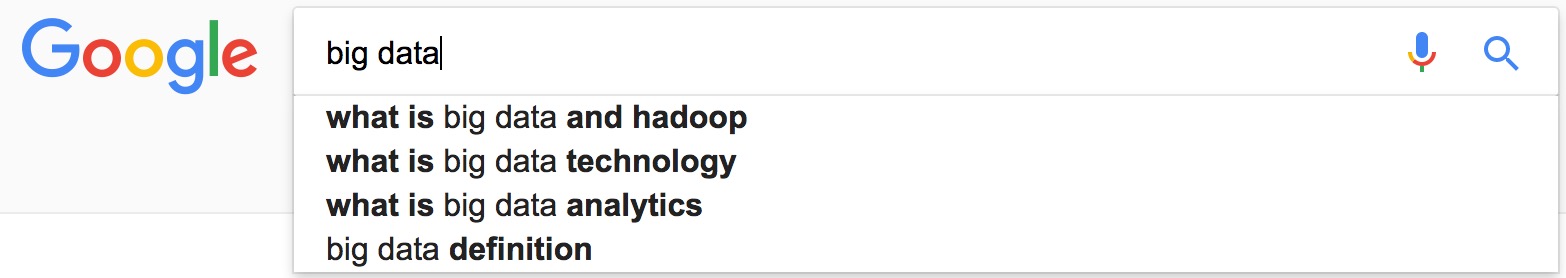 Google
big data
what is big data and hadoop
what is big data technology
what is big data analytics
big data definition